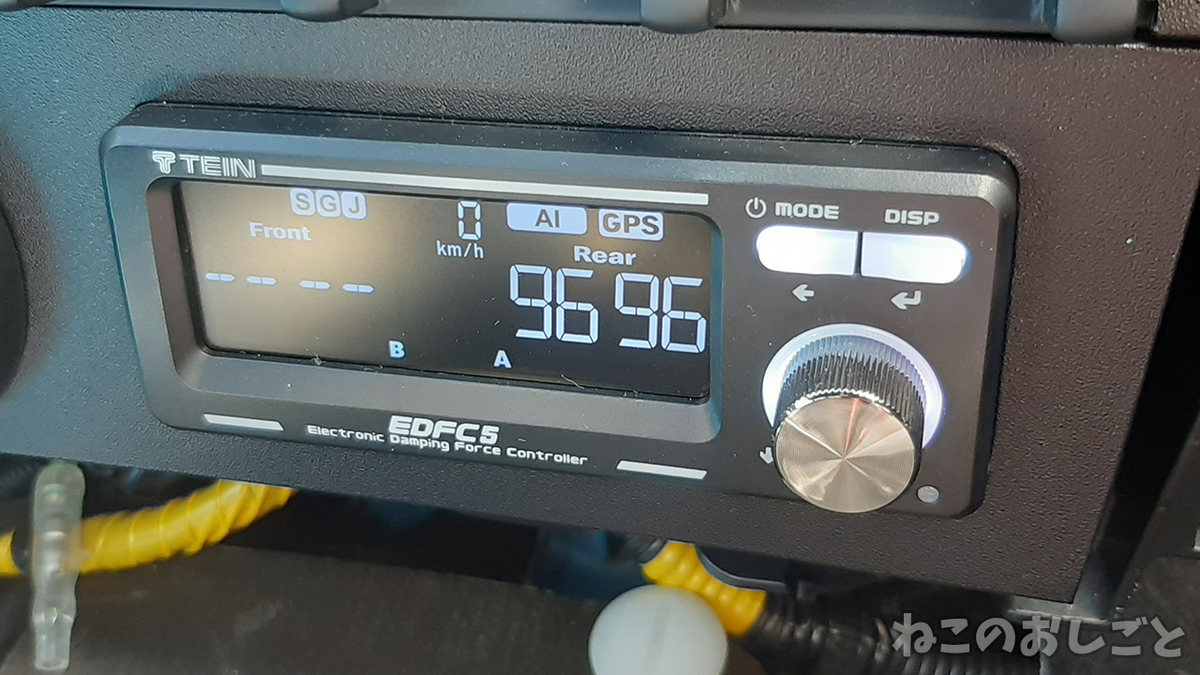 TEIN
SGJ
0
km/h
AI
GPS
Front
Rear
-- --
96 96
B
A
EDFC5
Electronic Damping Force Controller
MODE
DISP
ねこのおしごと